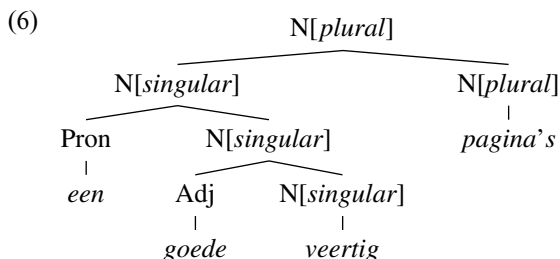 (6) N[plural]
N[singular] N[plural]
Pron N[singular] pagina's
een Adj N[singular]
goede veertig